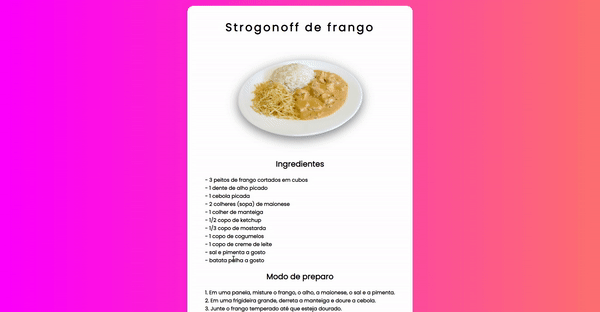 Strogonoff de frango
Ingredientes
- 3 peitos de frango cortados em cubos
- 1 dente de alho picado
- 1 cebola picada
- 2 colheres (sopa) de maionese
- 1 colher de manteiga
- 1/2 copo de ketchup
- 1/3 copo de mostarda
- 1 copo de cogumelos
- 1 copo de creme de leite
- sal e pimenta a gosto
- batata palha a gosto
Modo de preparo
1. Em uma panela, misture o frango, o alho, a maionese, o sal e a pimenta.
2. Em uma frigideira grande, derreta a manteiga e doure a cebola.
3. Junte o frango temperado até que esteja dourado.